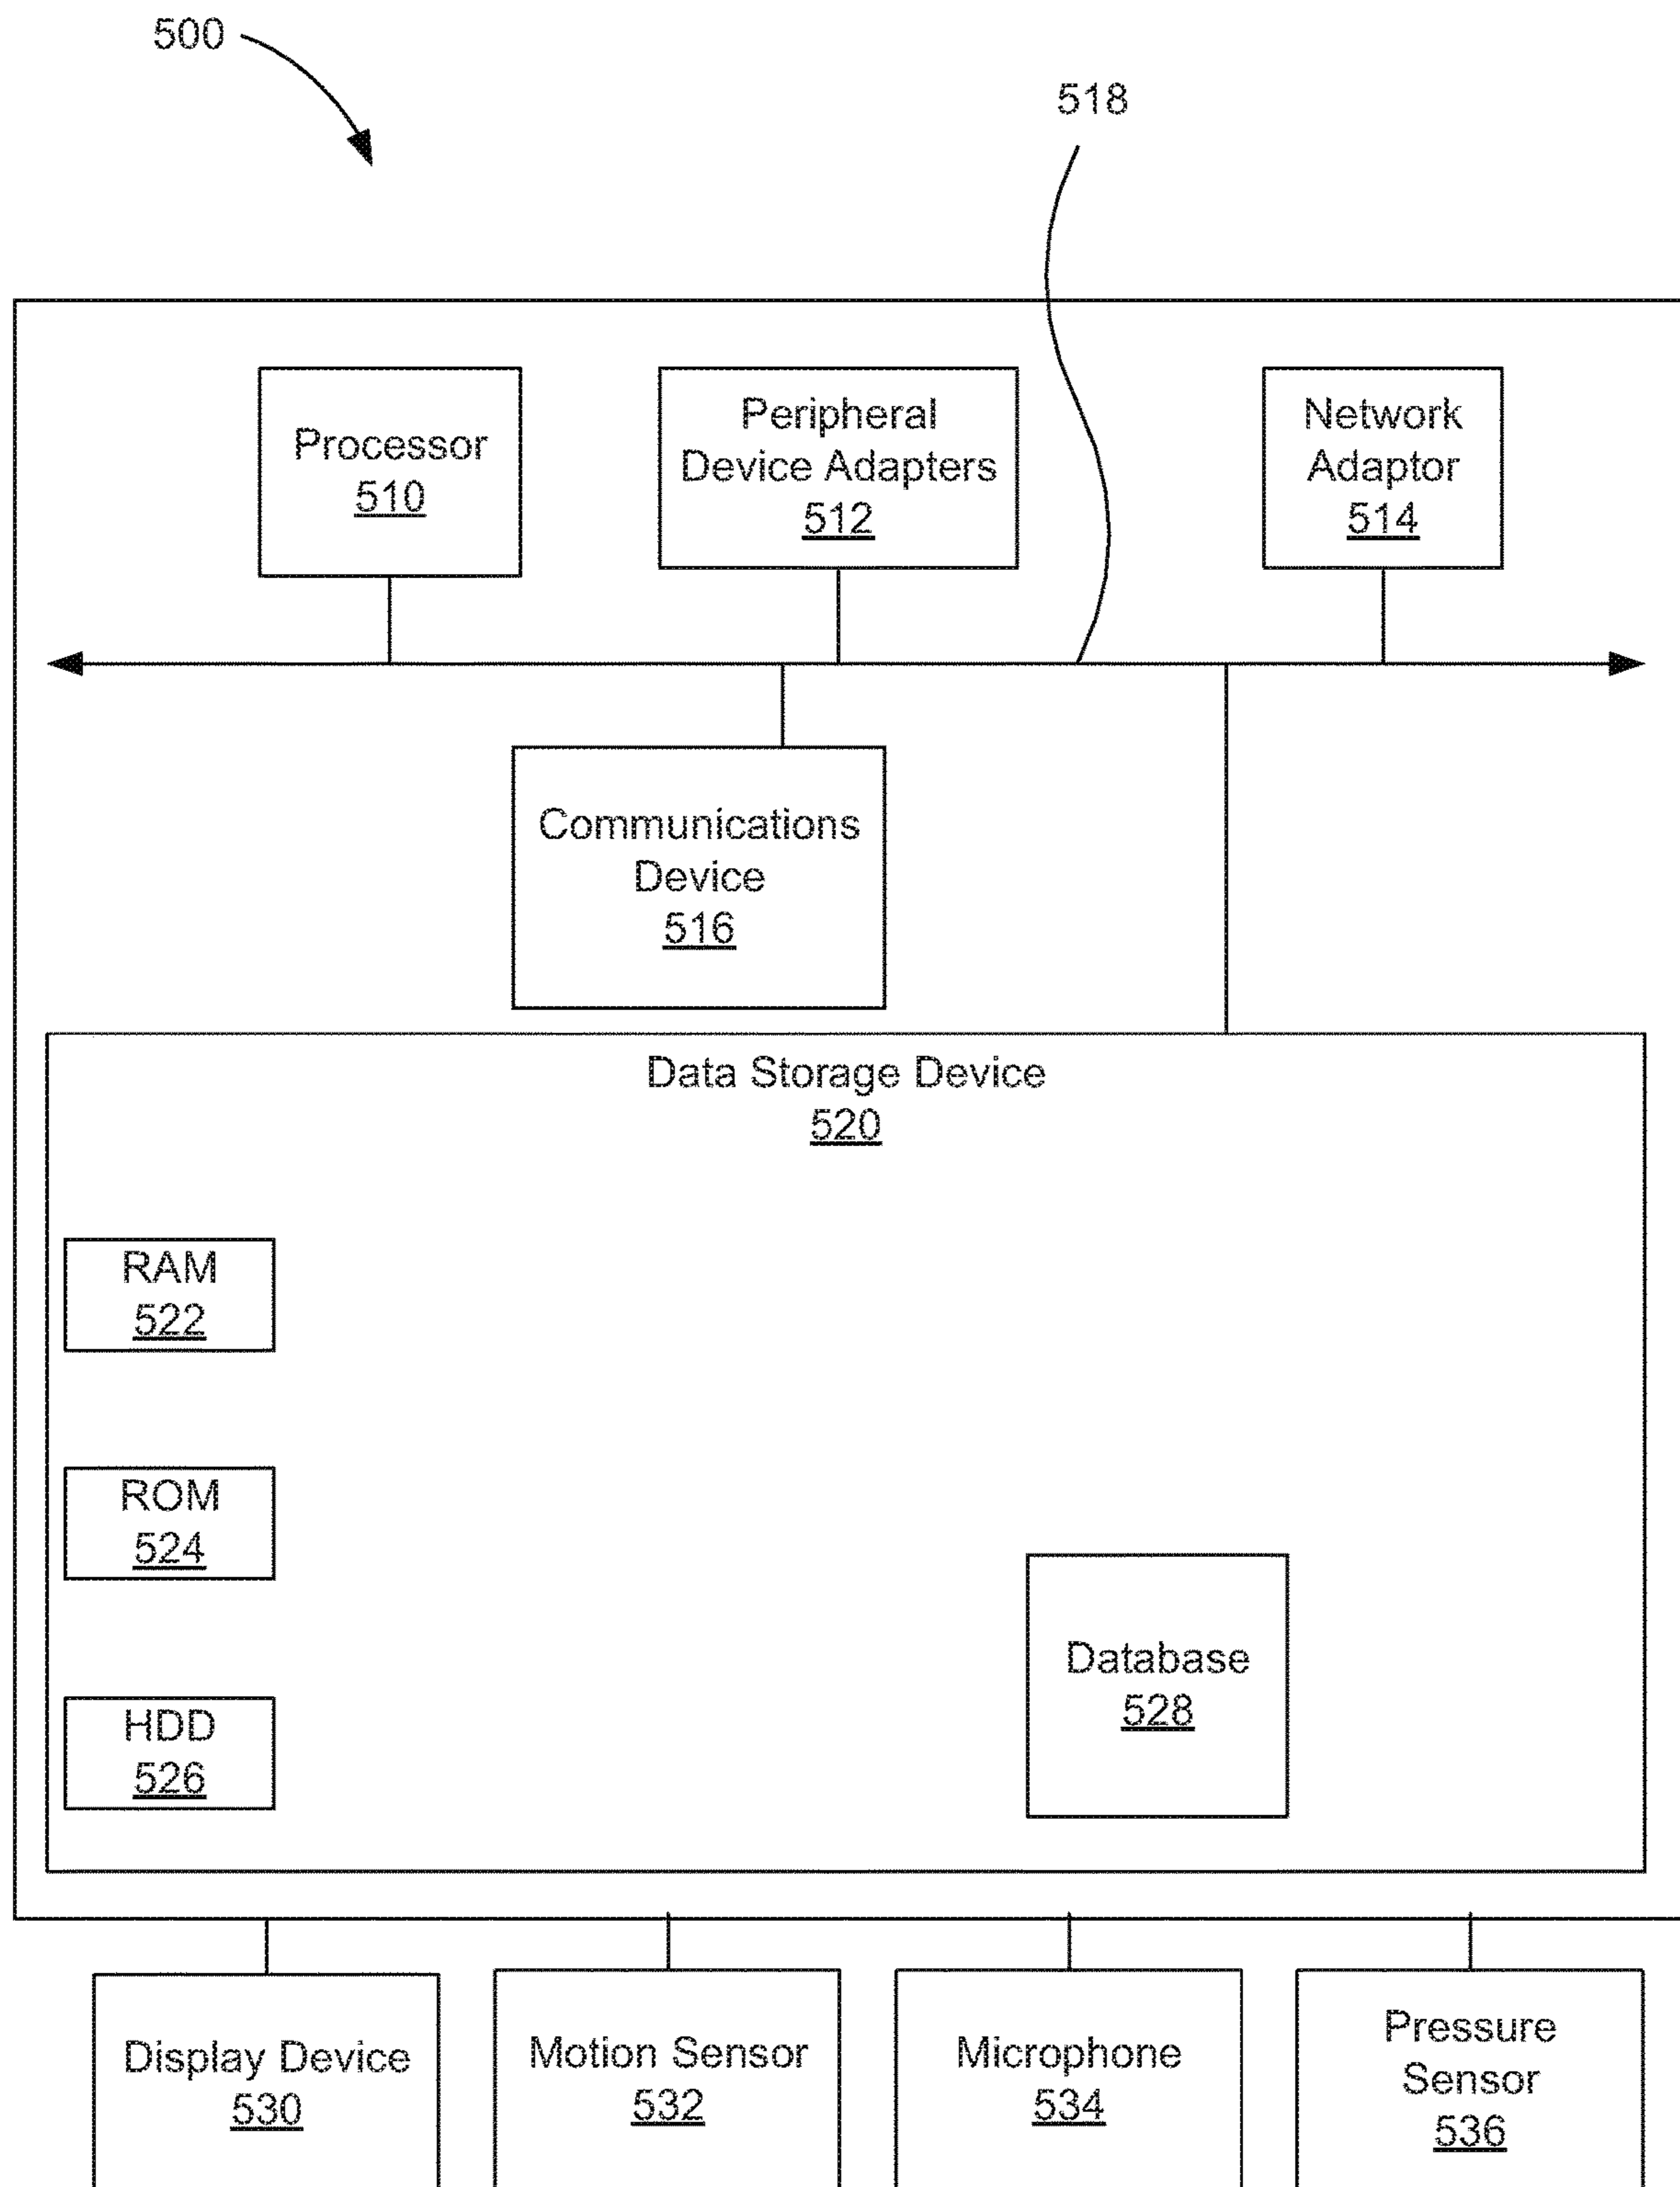 500
518
Processor
510
Peripheral
Device Adapters
512
Network
Adaptor
514
Communications
Device
516
Data Storage Device
520
RAM
522
ROM
524
HDD
526
Database
528
Display Device
530
Motion Sensor
532
Microphone
534
Pressure
Sensor
536